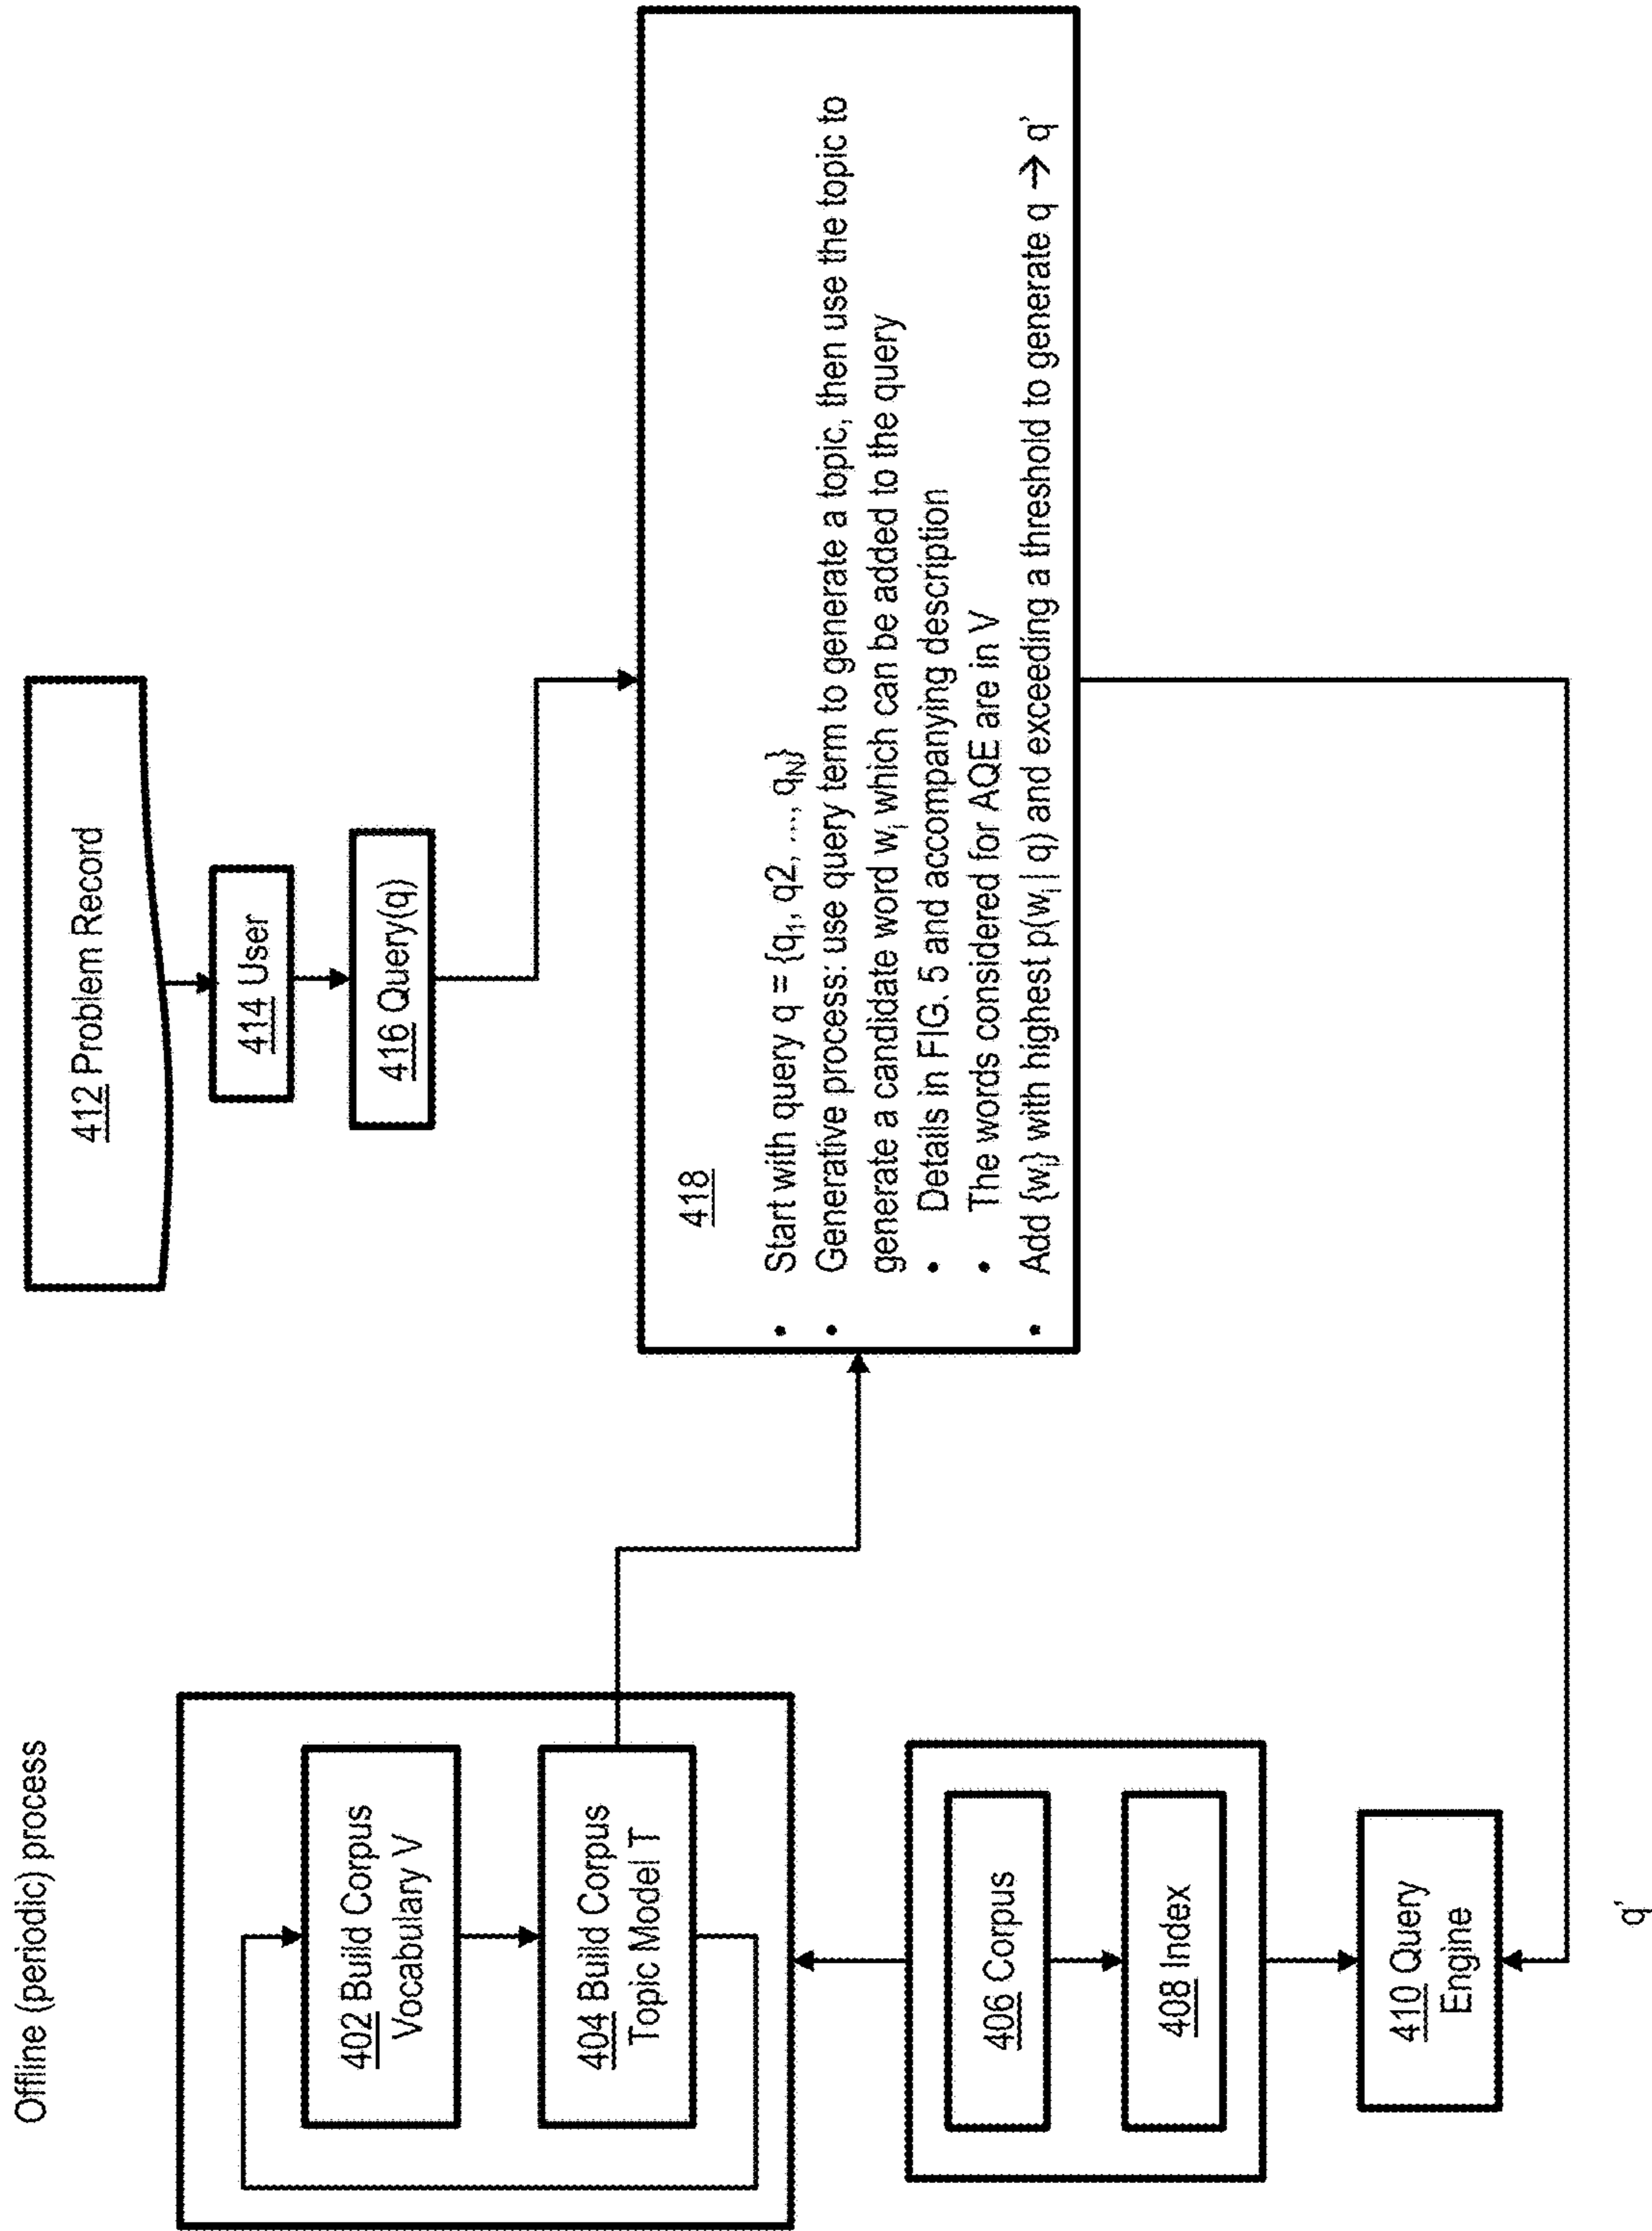 Offline (periodic) process
402 Build Corpus
Vocabulary V
404 Build Corpus
Topic Model T
406 Corpus
408 Index
410 Query
Engine
q'
412 Problem Record
414 User
416 Query(q)
418
• Start with query q = {q₁, q2, ..., qN}
• Generative process: use query term to generate a topic, then use the topic to
generate a candidate word wᵢ which can be added to the query
• Details in FIG. 5 and accompanying description
• The words considered for AQE are in V
• Add {wᵢ} with highest p(wᵢ | q) and exceeding a threshold to generate q → q'